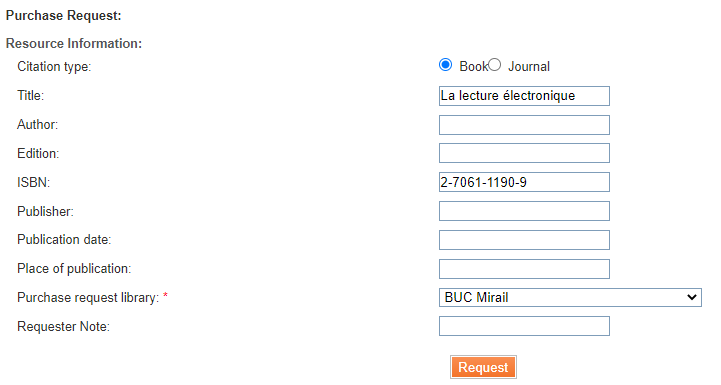 Purchase Request:
Resource Information:
Citation type: Book Journal
Title: La lecture électronique
Author:
Edition:
ISBN: 2-7061-1190-9
Publisher:
Publication date:
Place of publication:
Purchase request library: * BUC Mirail
Requester Note:
Request